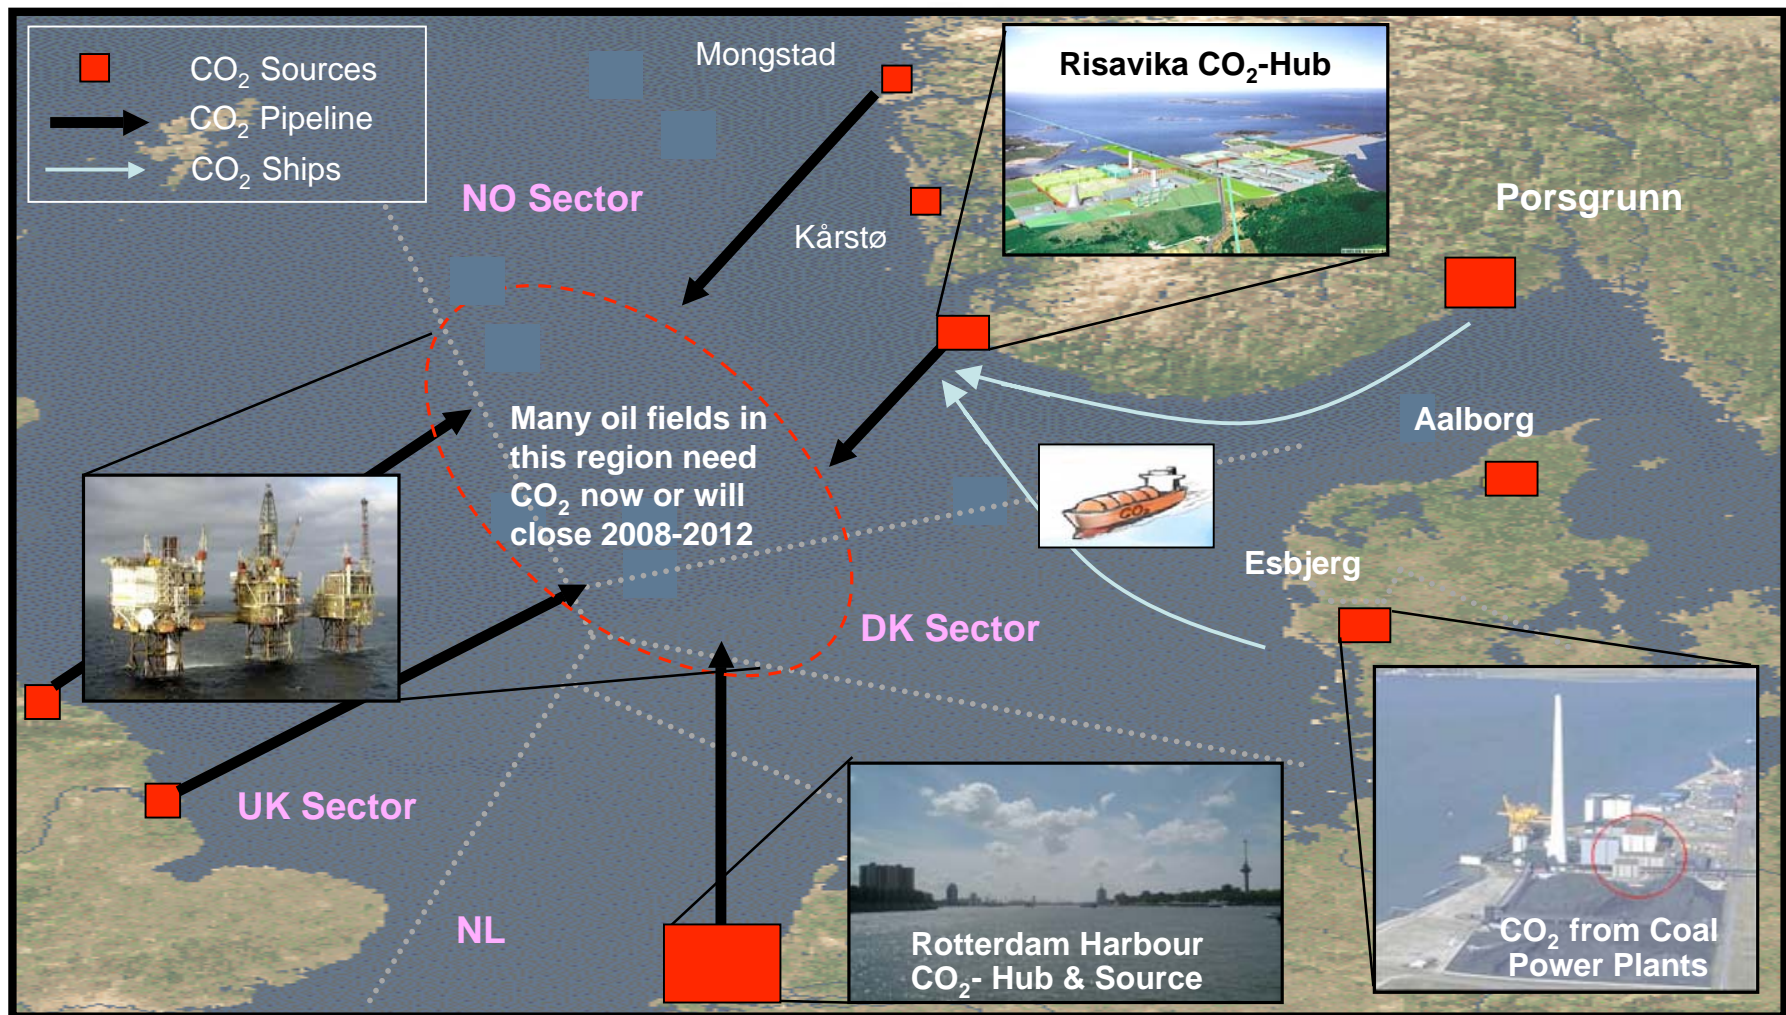 CO₂ Sources
CO₂ Pipeline
CO₂ Ships
Mongstad
Risavika CO₂-Hub
NO Sector
Kårstø
Porsgrunn
Many oil fields in
this region need
CO₂ now or will
close 2008-2012
Aalborg
CO₂
Esbjerg
DK Sector
UK Sector
NL
Rotterdam Harbour
CO₂- Hub & Source
CO₂ from Coal
Power Plants